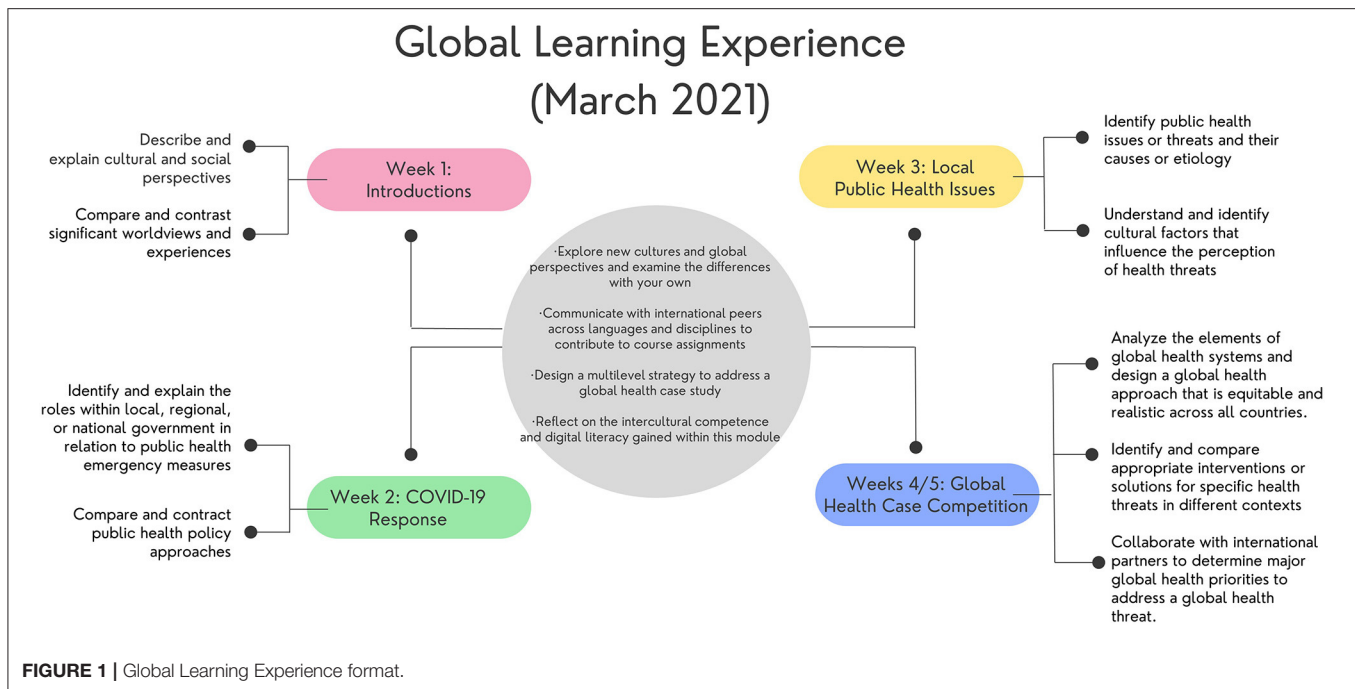 Global Learning Experience
(March 2021)
Describe and
explain cultural and social
perspectives
Compare and contrast
significant worldviews and
experiences
Week 1:
Introductions
Identify and explain the
roles within local, regional,
or national government in
relation to public health
emergency measures
Compare and contract
public health policy
approaches
Week 2: COVID-19
Response
·Explore new cultures and global
perspectives and examine the differences
with your own
·Communicate with international peers
across languages and disciplines to
contribute to course assignments
·Design a multilevel strategy to address a
global health case study
·Reflect on the intercultural competence
and digital literacy gained within this module
Week 3: Local
Public Health Issues
Identify public health
issues or threats and their
causes or etiology
Understand and identify
cultural factors that
influence the perception
of health threats
Weeks 4/5: Global
Health Case Competition
Analyze the elements of
global health systems and
design a global health
approach that is equitable and
realistic across all countries.
Identify and compare
appropriate interventions or
solutions for specific health
threats in different contexts
Collaborate with international
partners to determine major
global health priorities to
address a global health
threat.
FIGURE 1 | Global Learning Experience format.